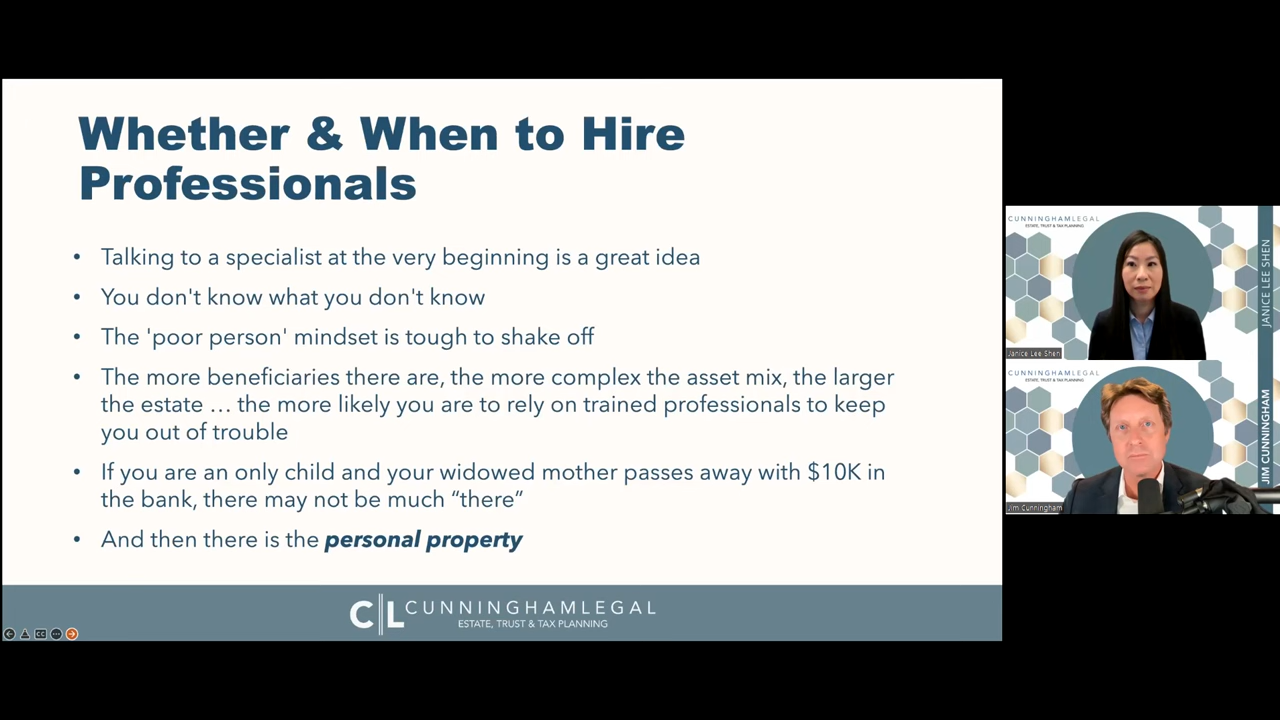 Whether & When to Hire
Professionals
• Talking to a specialist at the very beginning is a great idea
• You don't know what you don't know
• The 'poor person' mindset is tough to shake off
• The more beneficiaries there are, the more complex the asset mix, the larger
the estate … the more likely you are to rely on trained professionals to keep
you out of trouble
• If you are an only child and your widowed mother passes away with $10K in
the bank, there may not be much “there”
• And then there is the personal property
CL CUNNINGHAMLEGAL
ESTATE, TRUST & TAX PLANNING
CUNNINGHAMLEGAL
ESTATE, TRUST & TAX PLANNING
JANICE LEE SHEN
Janice Lee Shen
CUNNINGHAMLEGAL
ESTATE, TRUST & TAX PLANNING
JIM CUNNINGHAM
Jim Cunningham
CC